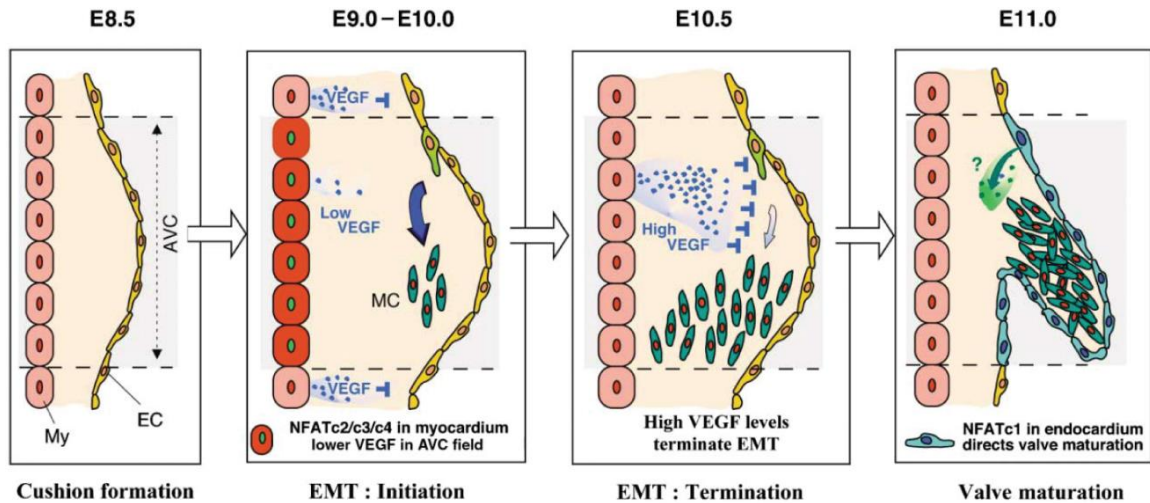 E8.5
E9.0 – E10.0
E10.5
E11.0
AVC
My
EC
VEGF
Low
VEGF
MC
VEGF
NFATc2/c3/c4 in myocardium
lower VEGF in AVC field
High
VEGF
High VEGF levels
terminate EMT
?
NFATc1 in endocardium
directs valve maturation
Cushion formation
EMT : Initiation
EMT : Termination
Valve maturation